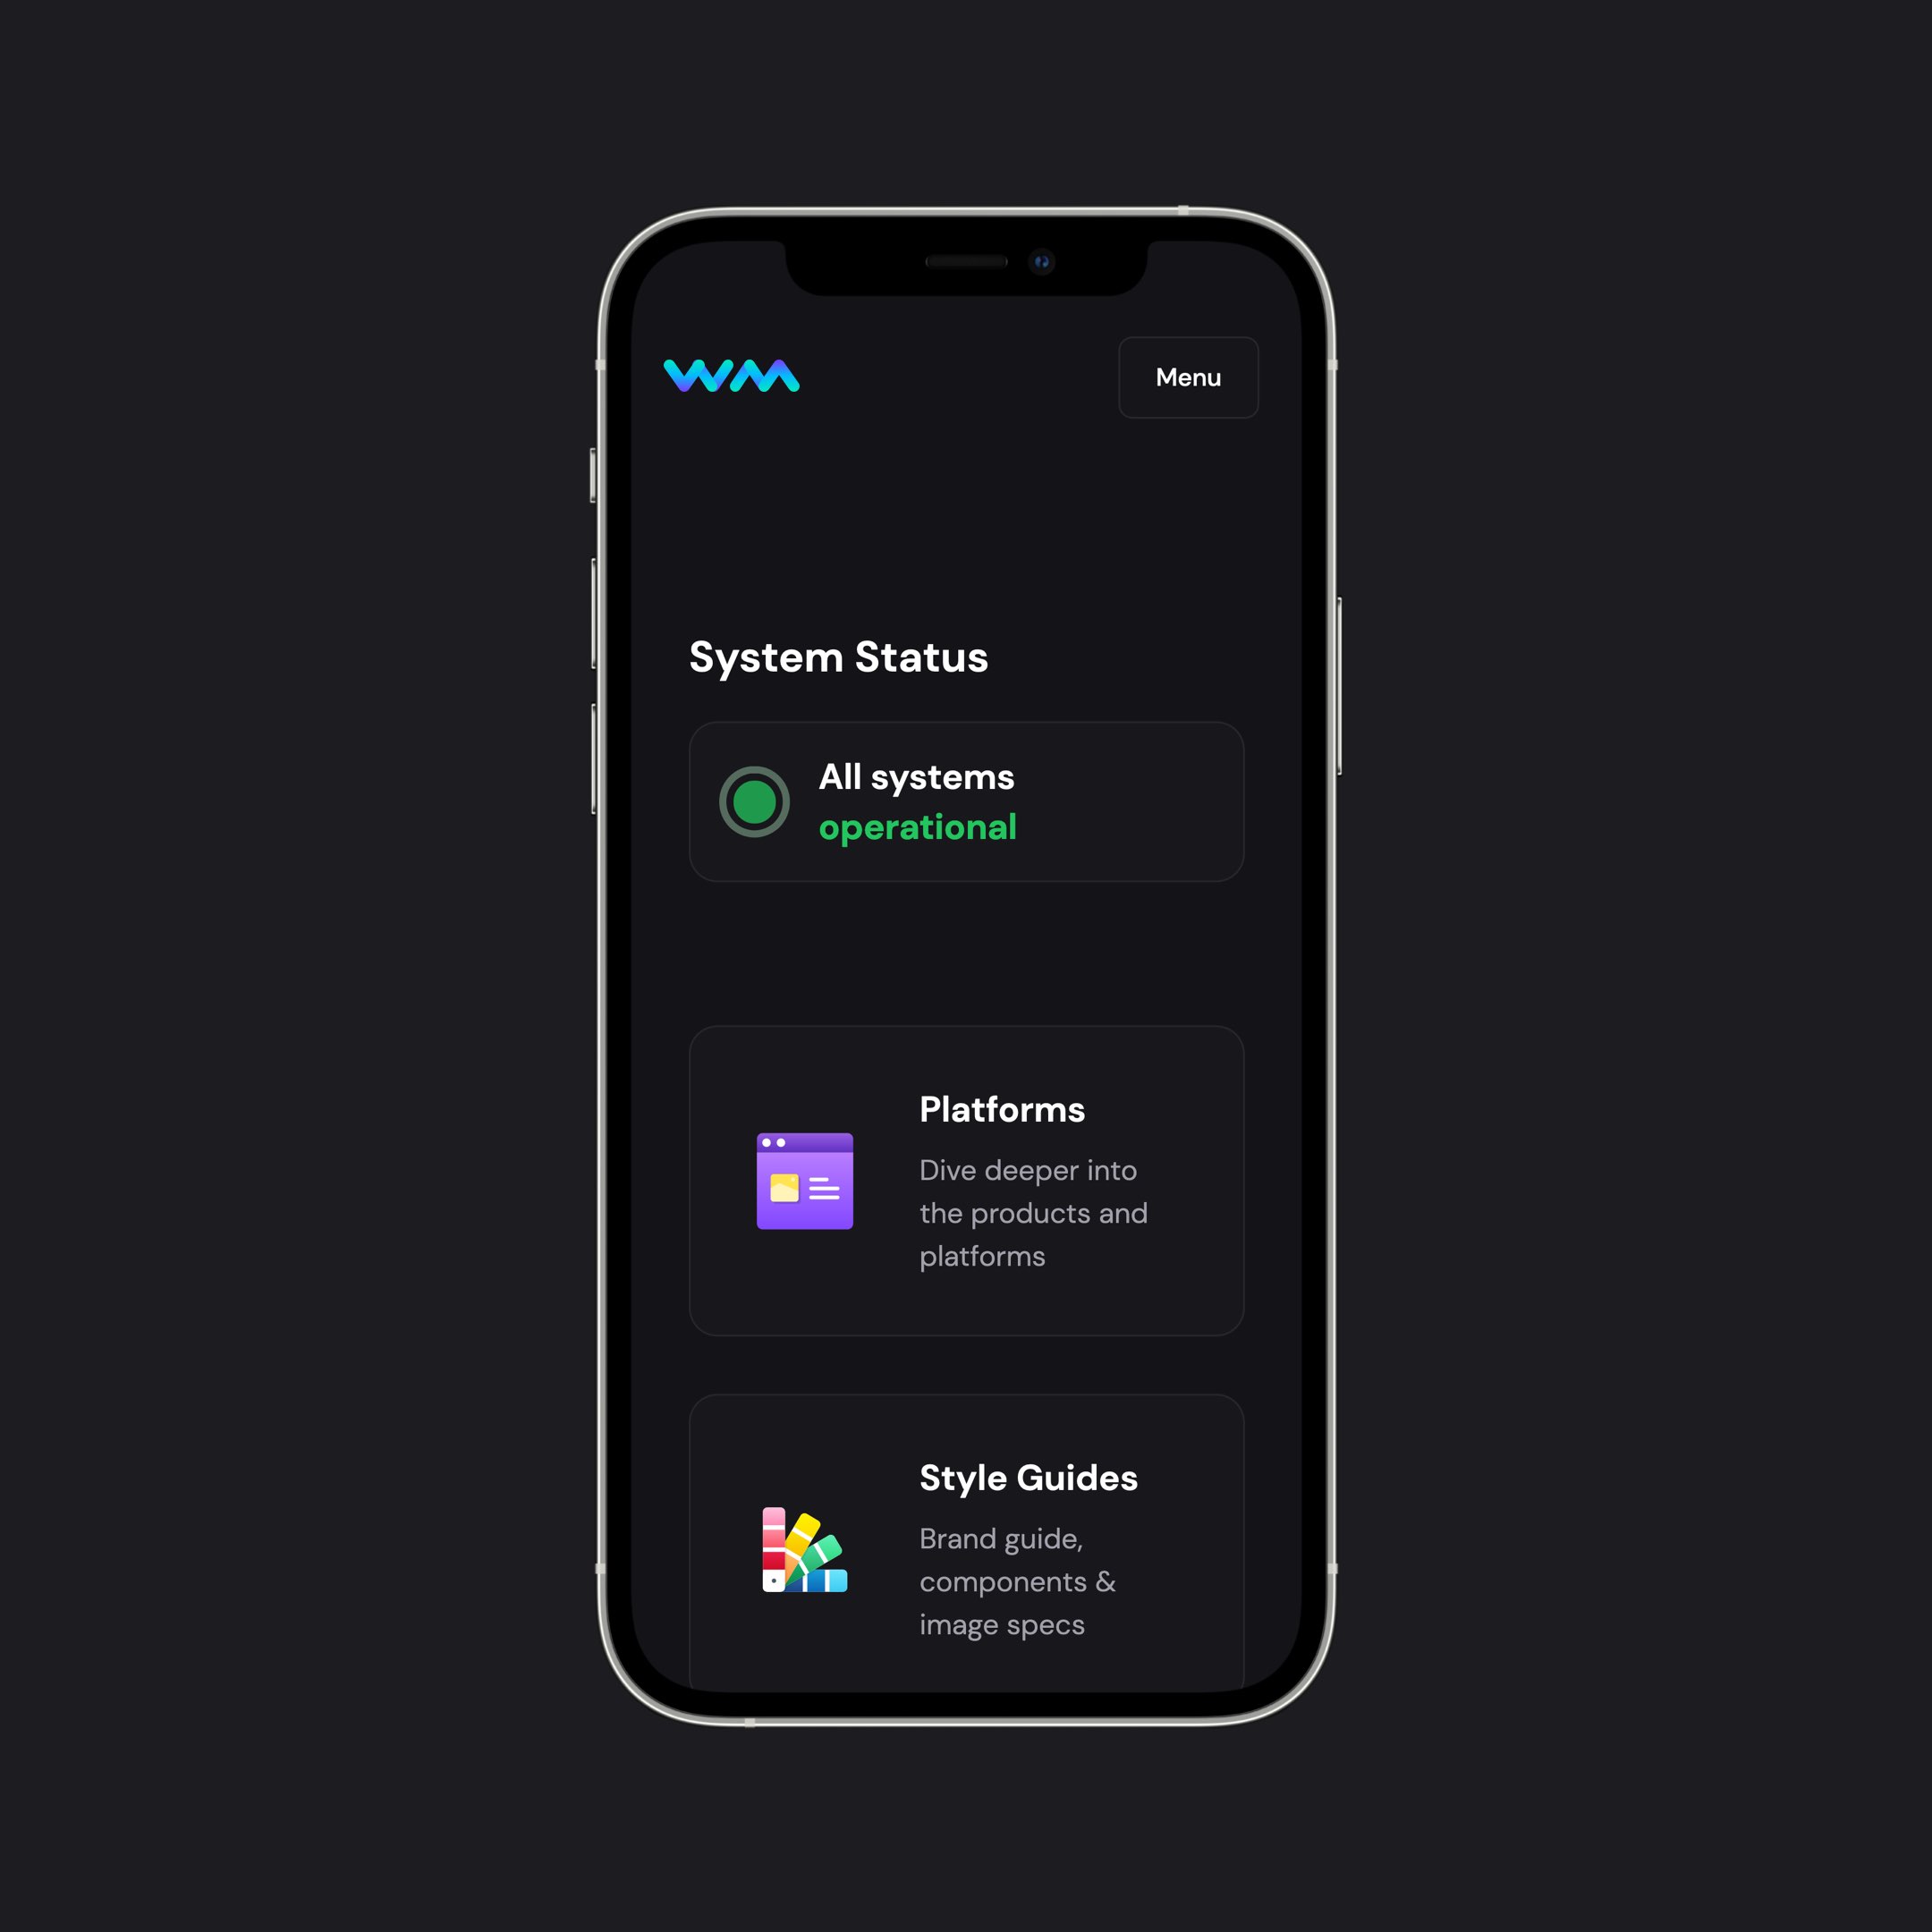 wm
Menu
System Status
All systems
operational
Platforms
Dive deeper into
the products and
platforms
Style Guides
Brand guide,
components &
image specs